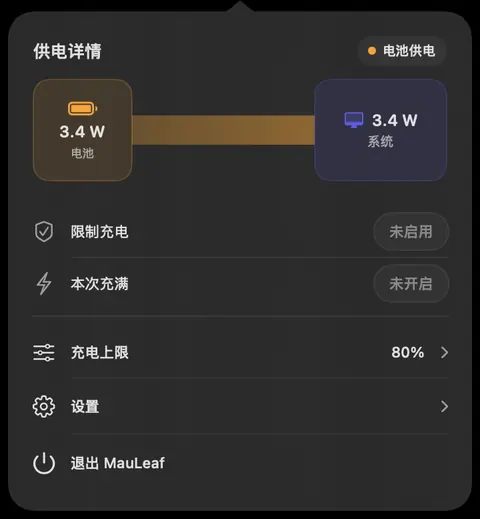 供电详情
电池供电
3.4 W
电池
3.4 W
系统
限制充电
未启用
本次充满
未开启
充电上限
80%
设置
退出 MauLeaf